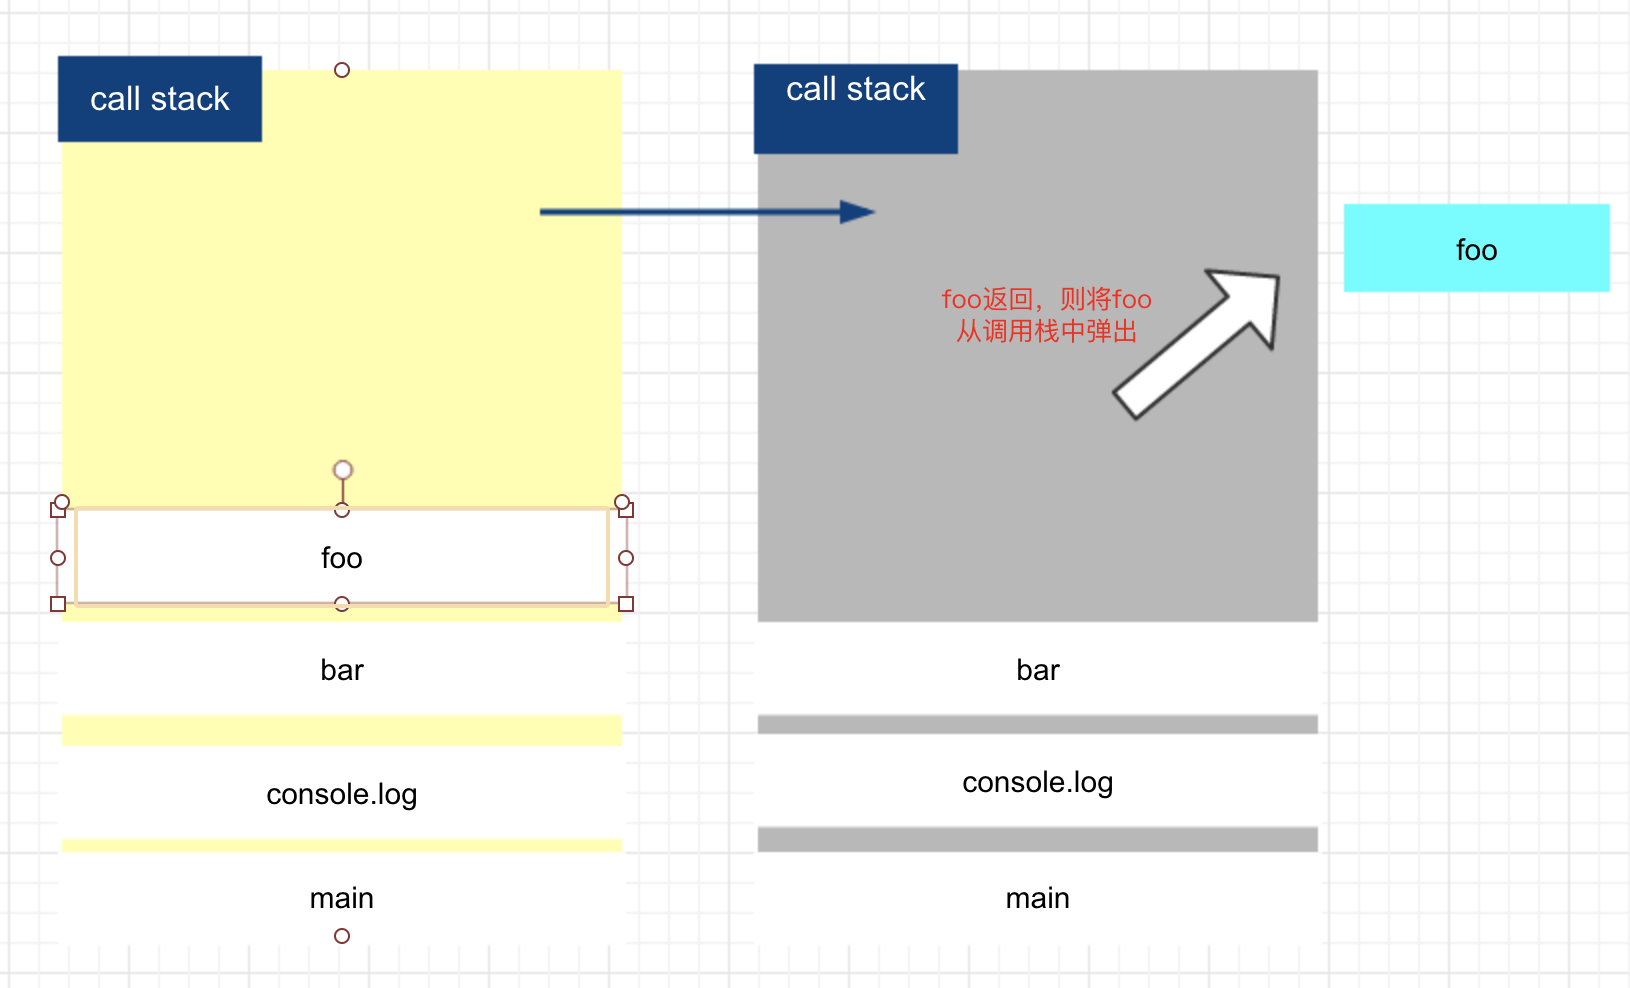 call stack
foo
bar
console.log
main
call stack
foo返回，则将foo
从调用栈中弹出
bar
console.log
main
foo